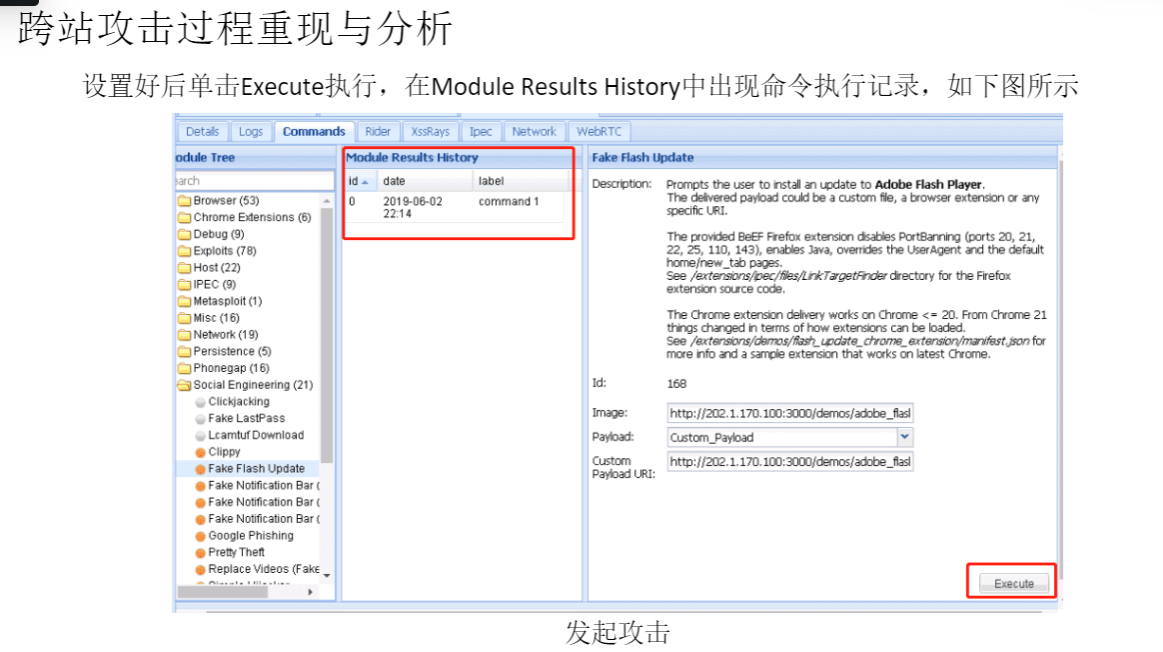 跨站攻击过程重现与分析
设置好后单击Execute执行，在Module Results History中出现命令执行记录，如下图所示
Details Logs Commands Rider XssRays Ipec Network WebRTC
odule Tree
earch
Browser (53)
Chrome Extensions (6)
Debug (9)
Exploits (78)
Host (22)
IPEC (9)
Metasploit (1)
Misc (16)
Network (19)
Persistence (5)
Phonegap (16)
Social Engineering (21)
Clickjacking
Fake LastPass
Lcamtuf Download
Clippy
Fake Flash Update
Fake Notification Bar (
Fake Notification Bar (
Fake Notification Bar (
Google Phishing
Pretty Theft
Replace Videos (Fake
Module Results History
id date label
0 2019-06-02 command 1
22:14
Fake Flash Update
Description: Prompts the user to install an update to Adobe Flash Player.
The delivered payload could be a custom file, a browser extension or any
specific URI.
The provided BeEF Firefox extension disables PortBanning (ports 20, 21,
22, 25, 110, 143), enables Java, overrides the UserAgent and the default
home/new_tab pages.
See /extensions/ipec/files/LinkTargetFinder directory for the Firefox
extension source code.
The Chrome extension delivery works on Chrome <= 20. From Chrome 21
things changed in terms of how extensions can be loaded.
See /extensions/demos/flash_update_chrome_extension/manifest.json for
more info and a sample extension that works on latest Chrome.
Id: 168
Image: http://202.1.170.100:3000/demos/adobe_flasl
Payload: Custom_Payload
Custom http://202.1.170.100:3000/demos/adobe_flasl
Payload URI:
Execute
发起攻击